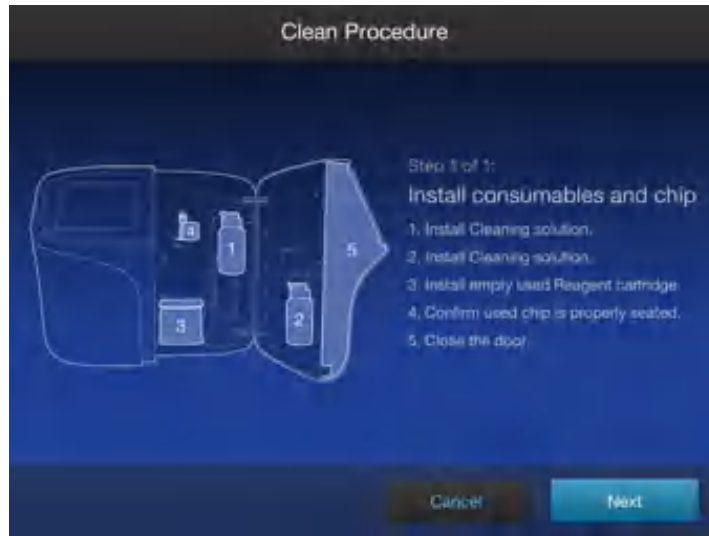 Clean Procedure
Step 1 of 1:
Install consumables and chip
1. Install Cleaning solution.
2. Install Cleaning solution.
3. Install empty used Reagent cartridge
4. Confirm used chip is properly seated.
5. Close the door.
4
1
5
3
2
Cancel
Next